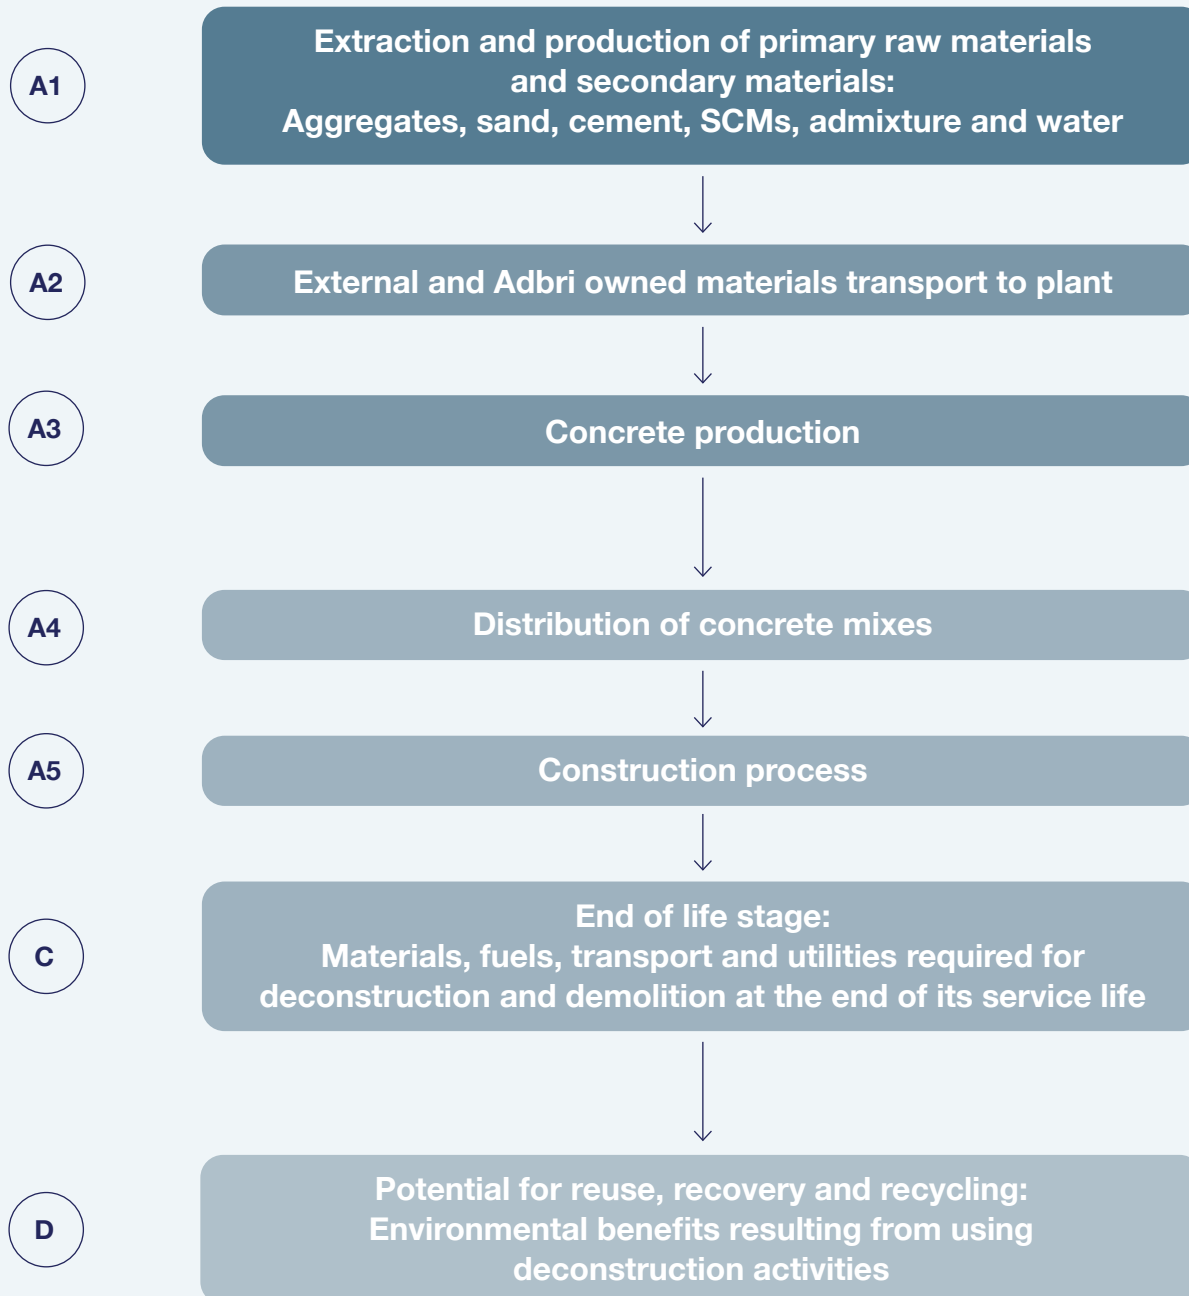 A1
Extraction and production of primary raw materials
and secondary materials:
Aggregates, sand, cement, SCMs, admixture and water
A2
External and Adbri owned materials transport to plant
A3
Concrete production
A4
Distribution of concrete mixes
A5
Construction process
C
End of life stage:
Materials, fuels, transport and utilities required for
deconstruction and demolition at the end of its service life
D
Potential for reuse, recovery and recycling:
Environmental benefits resulting from using
deconstruction activities